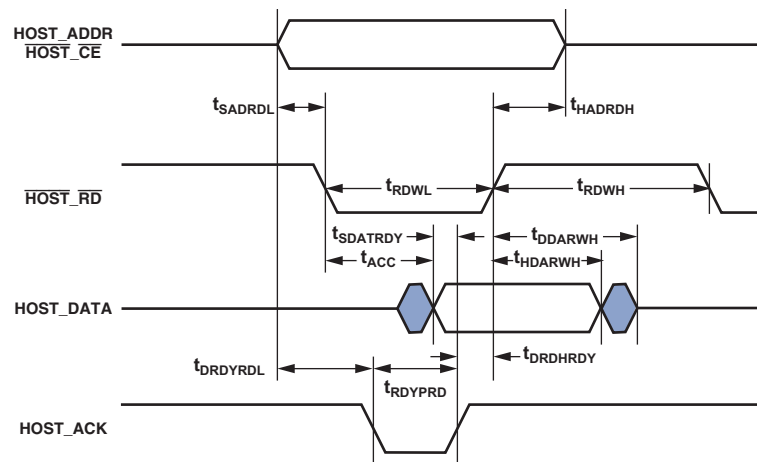 HOST_ADDR
HOST_CE
tSADRDL
tHADRDH
HOST_RD
tRDWL
tRDWH
tSDATRDY
tDDARWH
tACC
tHDARWH
HOST_DATA
tDRDYRDL
tRDYPRD
tDRDHRDY
HOST_ACK